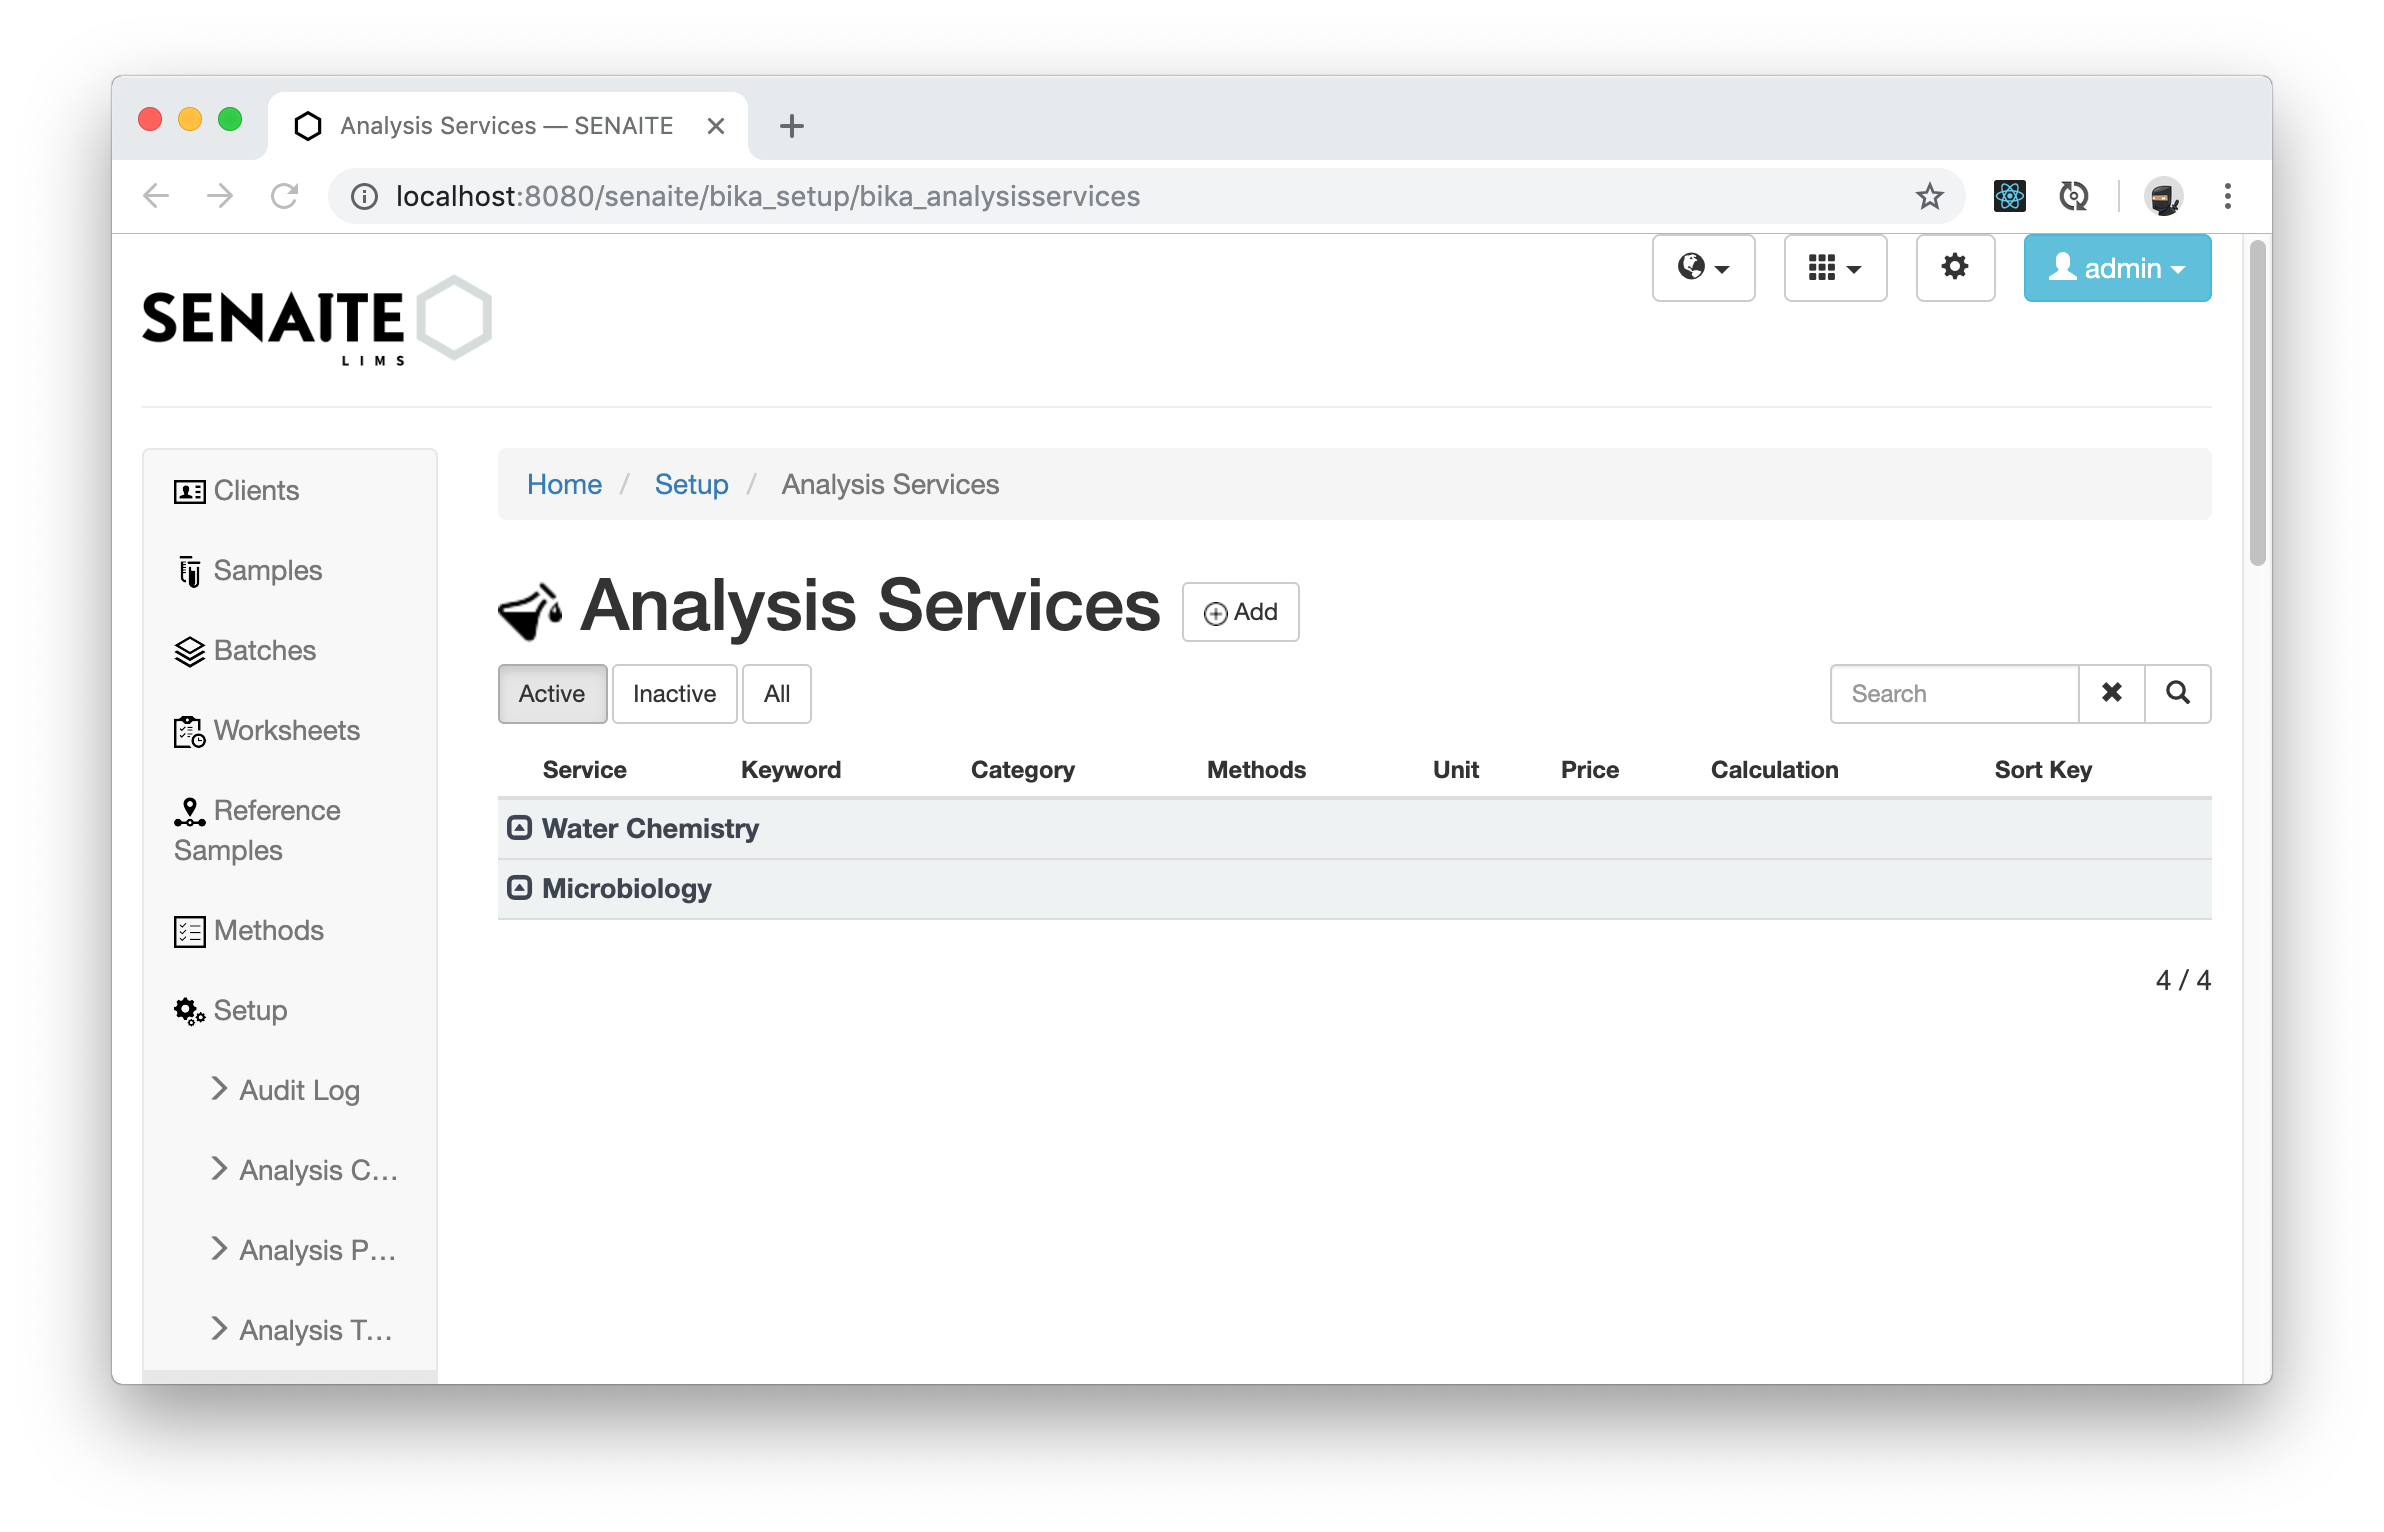 Analysis Services — SENAITE
localhost:8080/senaite/bika_setup/bika_analysisservices
SENAITE
LIMS
admin
Clients
Samples
Batches
Worksheets
Reference
Samples
Methods
Setup
Audit Log
Analysis C...
Analysis P...
Analysis T...
Home / Setup / Analysis Services
Analysis Services
Add
Active Inactive All
Search
Service Keyword Category Methods Unit Price Calculation Sort Key
Water Chemistry
Microbiology
4 / 4